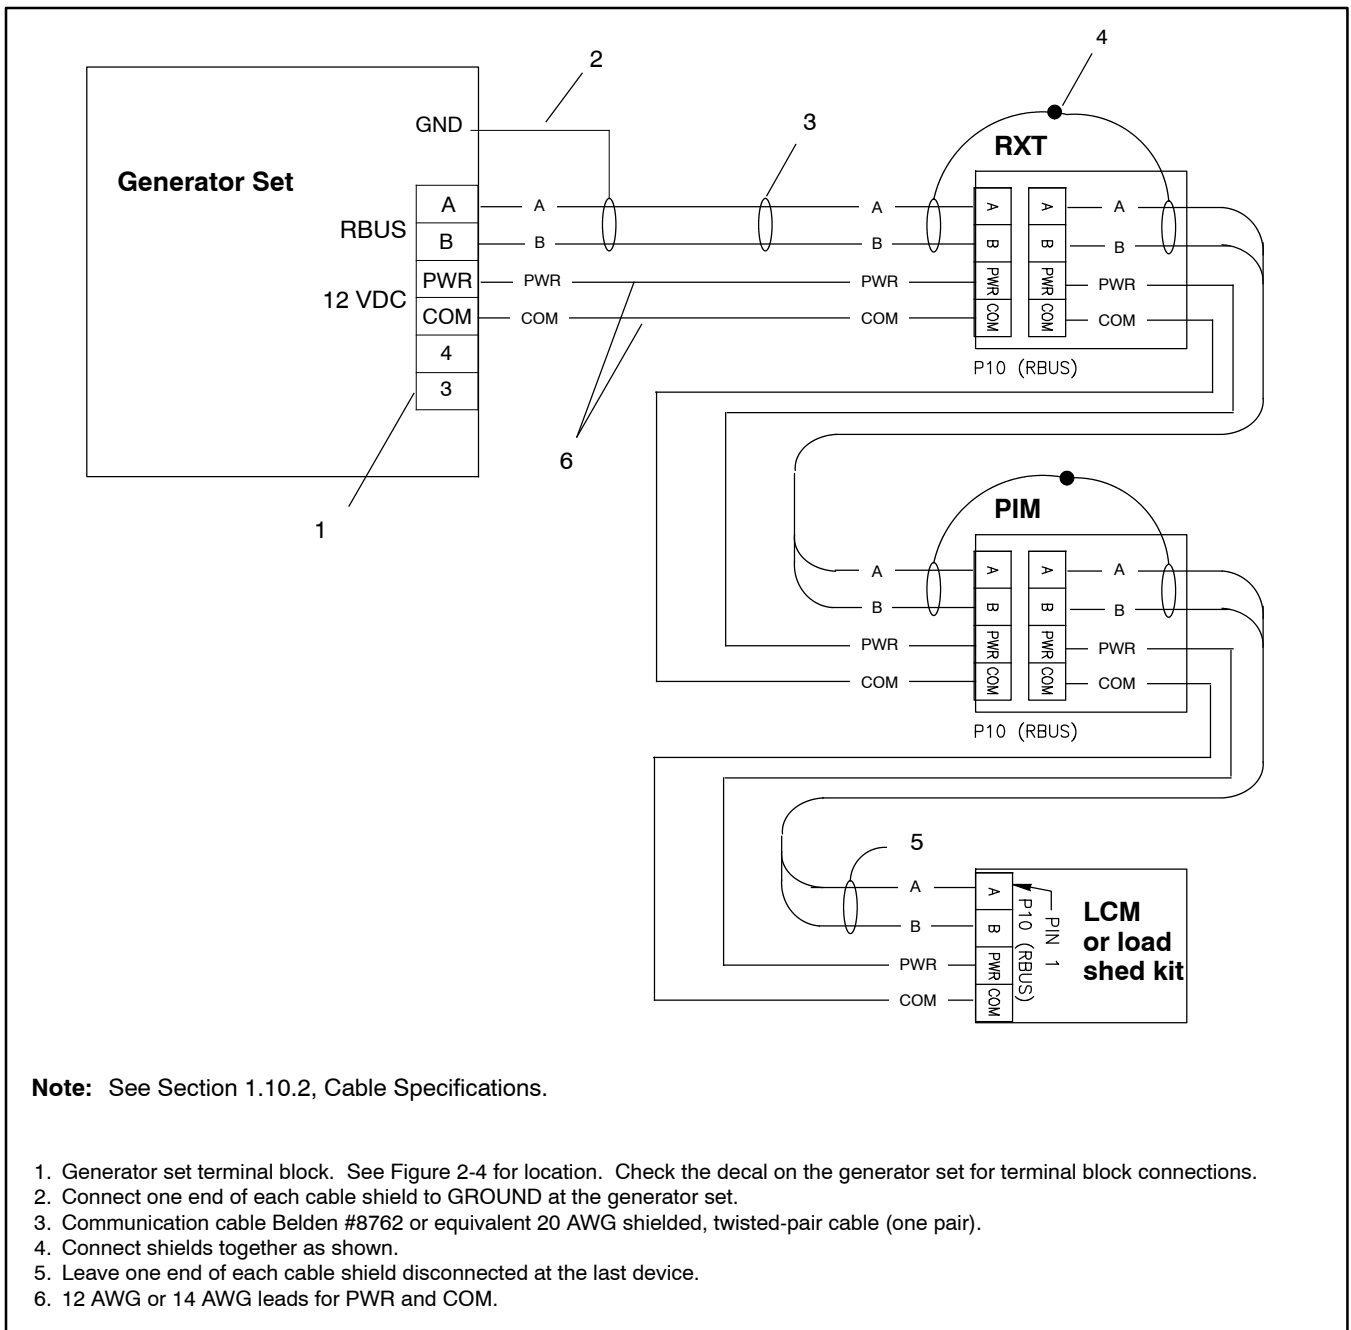 2
4
GND
3
RXT
Generator Set
A
A
A
A
A
A
RBUS
B
B
B
B
B
B
PWR
PWR
PWR
PWR
PWR
PWR
12 VDC
COM
COM
COM
COM
COM
COM
4
3
P10 (RBUS)
6
1
PIM
A
A
A
A
B
B
B
B
PWR
PWR
PWR
PWR
COM
COM
COM
COM
P10 (RBUS)
5
A
A
B
B
PWR
PWR
COM
COM
PIN 1
P10 (RBUS)
LCM
or load
shed kit
Note: See Section 1.10.2, Cable Specifications.
1. Generator set terminal block. See Figure 2-4 for location. Check the decal on the generator set for terminal block connections.
2. Connect one end of each cable shield to GROUND at the generator set.
3. Communication cable Belden #8762 or equivalent 20 AWG shielded, twisted-pair cable (one pair).
4. Connect shields together as shown.
5. Leave one end of each cable shield disconnected at the last device.
6. 12 AWG or 14 AWG leads for PWR and COM.